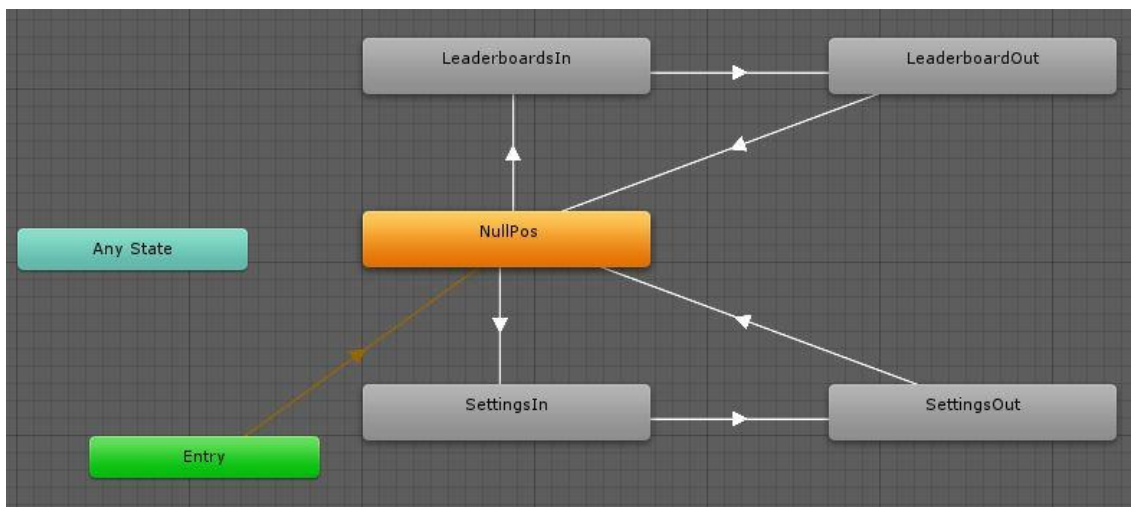 LeaderboardsIn
LeaderboardOut
NullPos
Any State
SettingsIn
SettingsOut
Entry